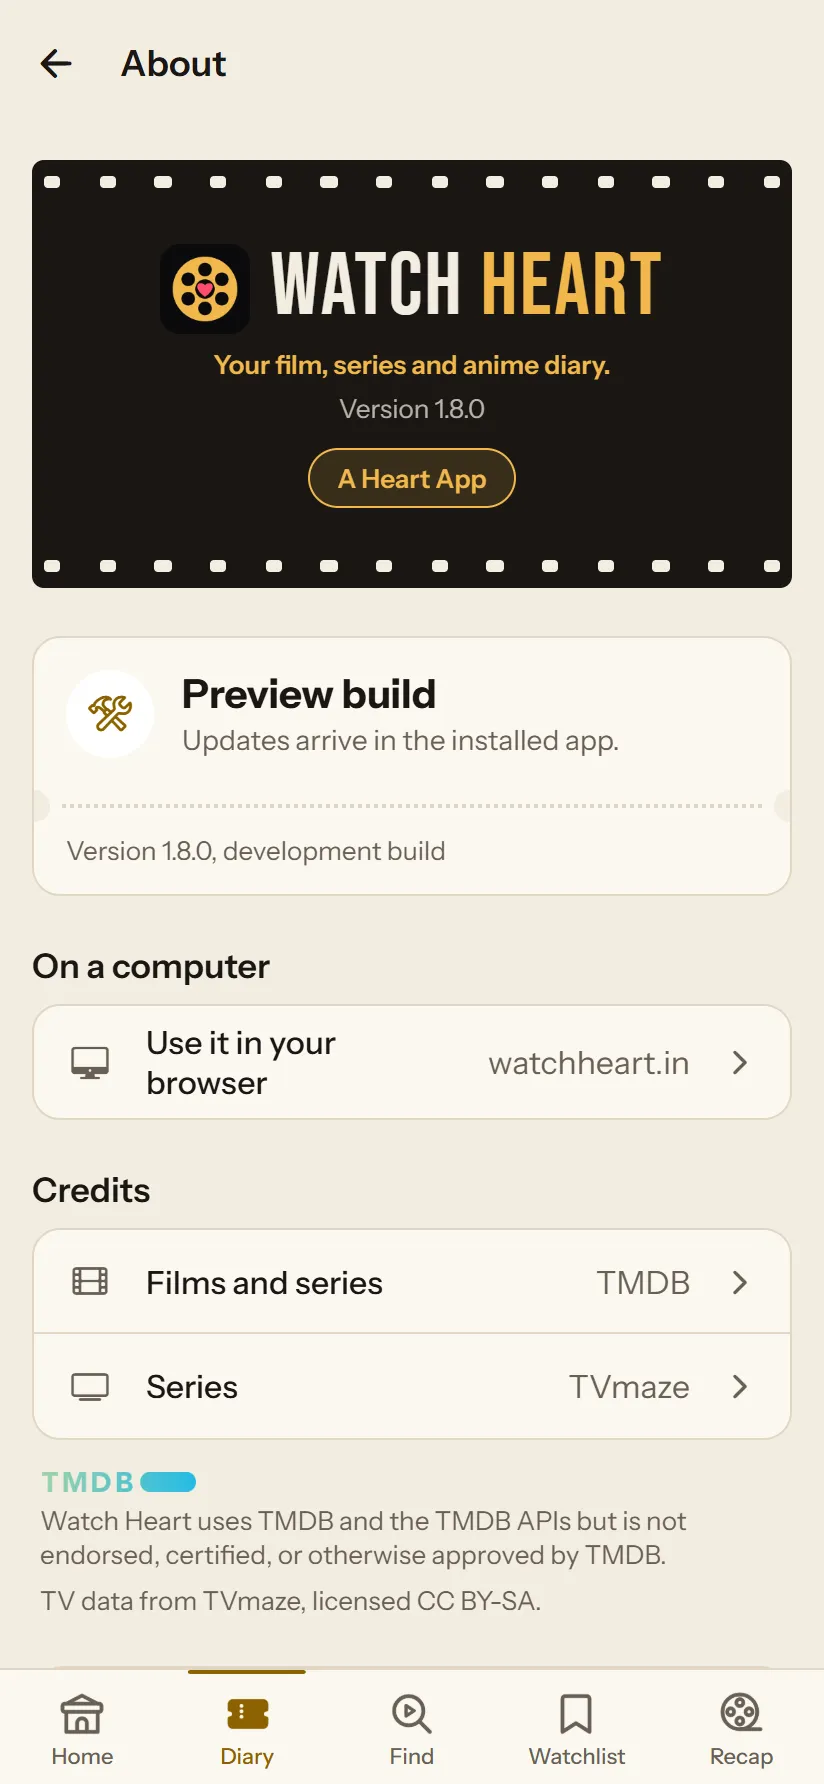 About
WATCH HEART
Your film, series and anime diary.
Version 1.8.0
A Heart App
Preview build
Updates arrive in the installed app.
Version 1.8.0, development build
On a computer
Use it in your
browser
watchheart.in
Credits
Films and series TMDB
Series TVmaze
TMDB
Watch Heart uses TMDB and the TMDB APIs but is not
endorsed, certified, or otherwise approved by TMDB.
TV data from TVmaze, licensed CC BY-SA.
Home Diary Find Watchlist Recap